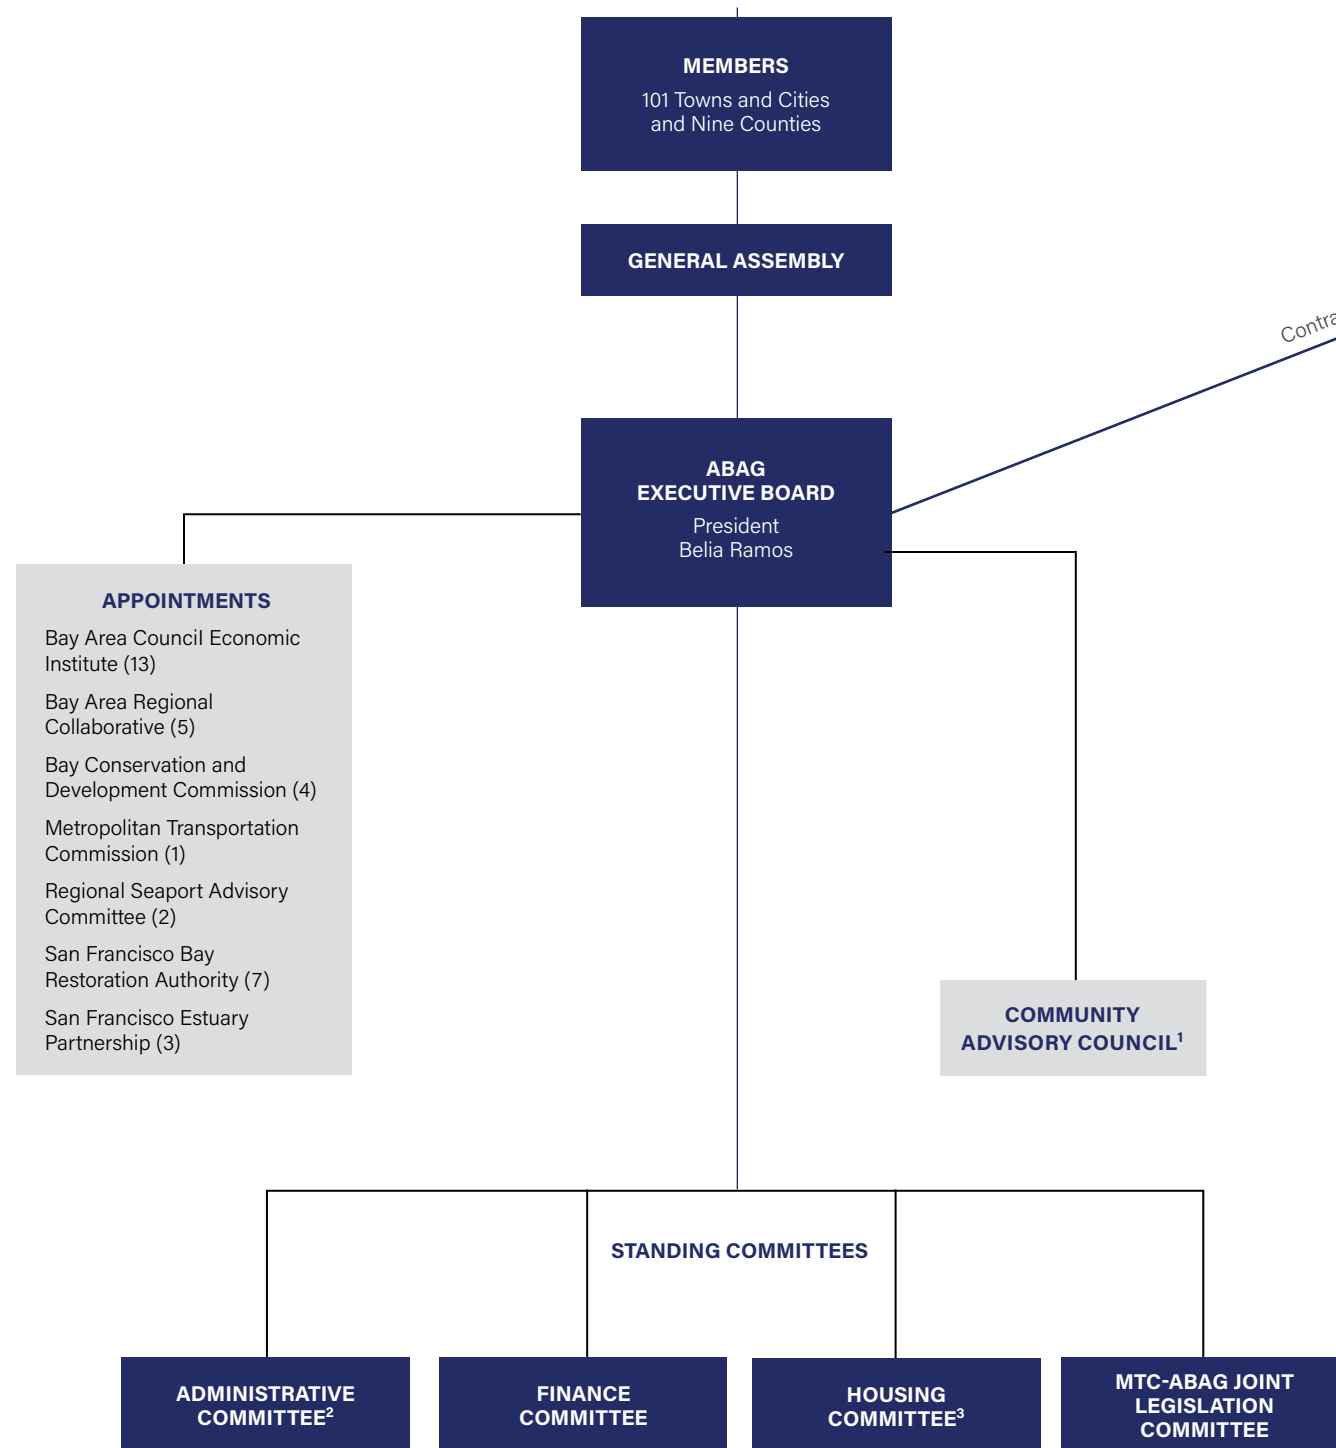 MEMBERS
101 Towns and Cities
and Nine Counties
GENERAL ASSEMBLY
Contra
ABAG
EXECUTIVE BOARD
President
Belia Ramos
APPOINTMENTS
Bay Area Council Economic
Institute (13)
Bay Area Regional
Collaborative (5)
Bay Conservation and
Development Commission (4)
Metropolitan Transportation
Commission (1)
Regional Seaport Advisory
Committee (2)
San Francisco Bay
Restoration Authority (7)
San Francisco Estuary
Partnership (3)
COMMUNITY
ADVISORY COUNCIL¹
STANDING COMMITTEES
ADMINISTRATIVE
COMMITTEE²
FINANCE
COMMITTEE
HOUSING
COMMITTEE³
MTC-ABAG JOINT
LEGISLATION
COMMITTEE